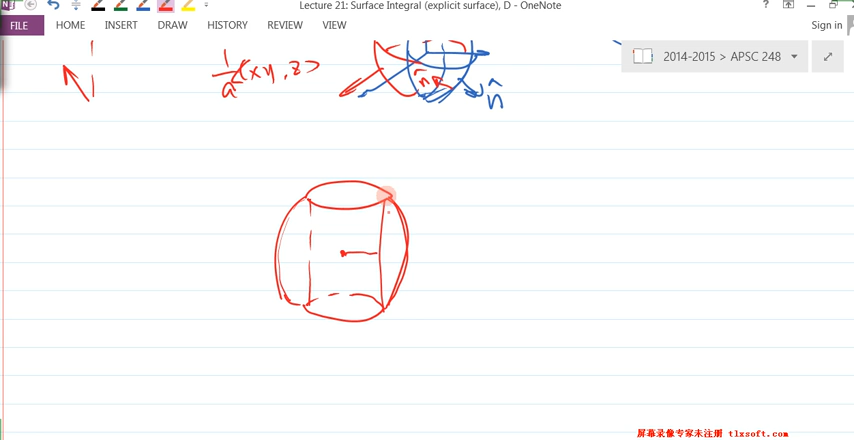 Lecture 21: Surface Integral (explicit surface), D - OneNote
FILE HOME INSERT DRAW HISTORY REVIEW VIEW Sign in
2014-2015 > APSC 248
1/a <x y, z>
n̂ n̂
屏幕录像专家未注册 tlxsoft.com